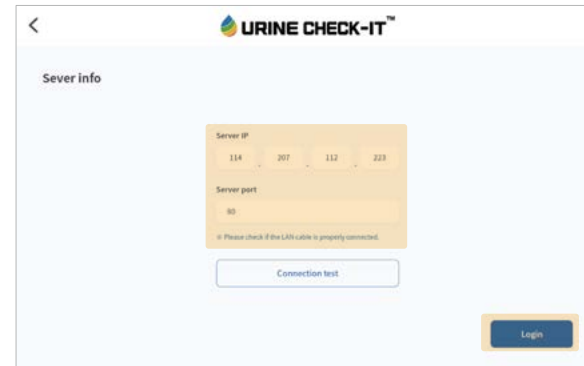 URINE CHECK-IT™
Sever info
Server IP
114 . 207 . 112 . 223
Server port
80
※ Please check if the LAN cable is properly connected.
Connection test
Login